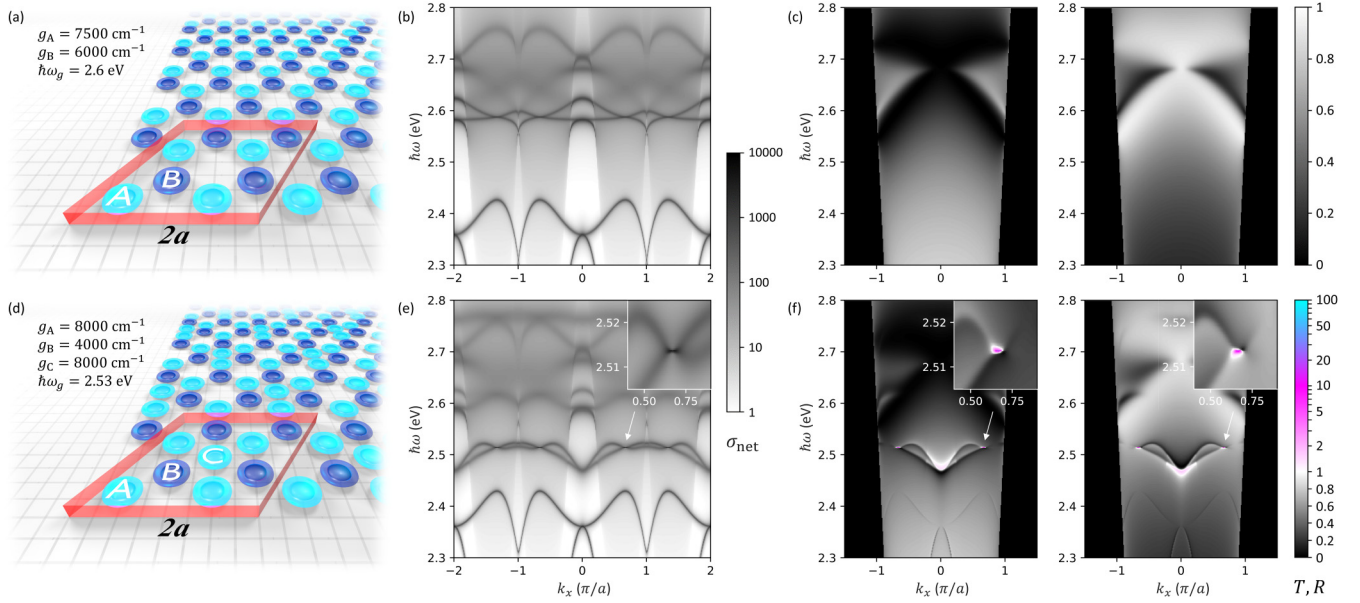 (a)
g_A = 7500 cm⁻¹
g_B = 6000 cm⁻¹
ℏω_g = 2.6 eV
A
B
2a
(b)
ℏω (eV)
2.8
2.7
2.6
2.5
2.4
2.3
−2
−1
0
1
2
10000
1000
100
10
1
σ_net
(c)
ℏω (eV)
2.8
2.7
2.6
2.5
2.4
2.3
−1
0
1
−1
0
1
1
0.8
0.6
0.4
0.2
0
(d)
g_A = 8000 cm⁻¹
g_B = 4000 cm⁻¹
g_C = 8000 cm⁻¹
ℏω_g = 2.53 eV
A
B
C
2a
(e)
ℏω (eV)
2.8
2.7
2.6
2.5
2.4
2.3
2.52
2.51
0.50
0.75
−2
−1
0
1
2
k_x (π/a)
(f)
ℏω (eV)
2.8
2.7
2.6
2.5
2.4
2.3
2.52
2.51
0.50
0.75
−1
0
1
k_x (π/a)
2.52
2.51
0.50
0.75
−1
0
1
k_x (π/a)
100
50
20
10
5
2
1
0.8
0.6
0.4
0.2
0
T, R